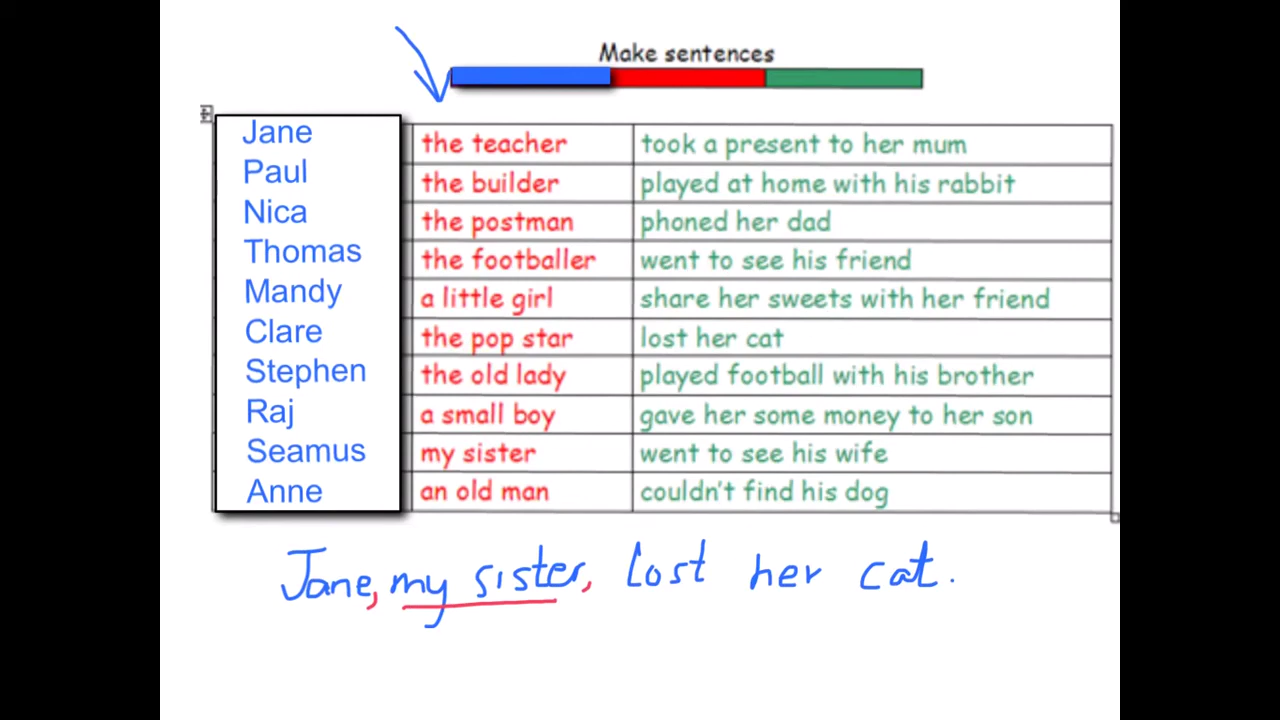 Make sentences
Jane the teacher took a present to her mum
Paul the builder played at home with his rabbit
Nica the postman phoned her dad
Thomas the footballer went to see his friend
Mandy a little girl share her sweets with her friend
Clare the pop star lost her cat
Stephen the old lady played football with his brother
Raj a small boy gave her some money to her son
Seamus my sister went to see his wife
Anne an old man couldn't find his dog
Jane, my sister, lost her cat.